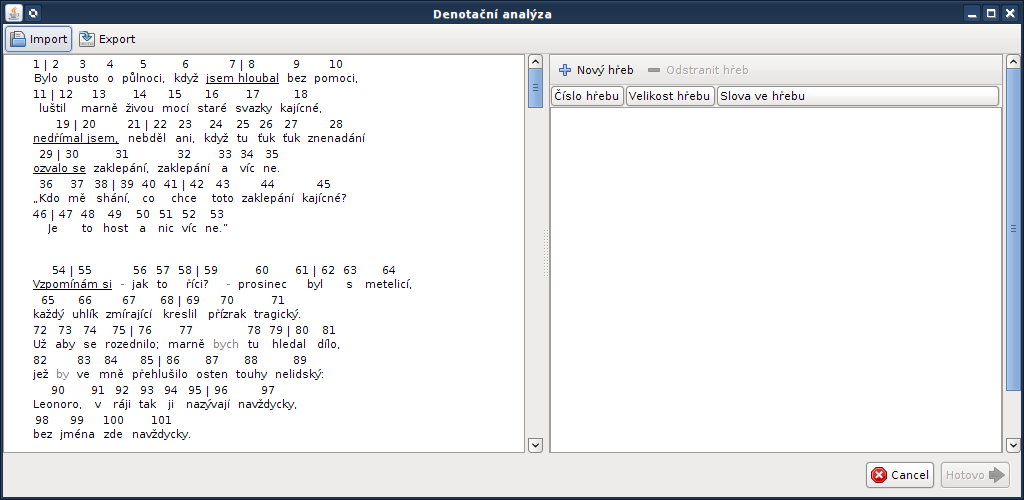 Denotační analýza
Import Export
1 | 2 3 4 5 6 7 | 8 9 10
Bylo pusto o půlnoci, když jsem hloubal bez pomoci,
11 | 12 13 14 15 16 17 18
luštil marně živou mocí staré svazky kajícné,
19 | 20 21 | 22 23 24 25 26 27 28
nedřímal jsem, neb​děl ani, když tu ťuk ťuk znenadání
29 | 30 31 32 33 34 35
ozvalo se zaklepání, zaklepání a víc ne.
36 37 38 | 39 40 41 | 42 43 44 45
„Kdo mě shání, co chce toto zaklepání kajícné?
46 | 47 48 49 50 51 52 53
Je to host a nic víc ne."
54 | 55 56 57 58 | 59 60 61 | 62 63 64
Vzpomínám si - jak to říci? - prosinec byl s metelicí,
65 66 67 68 | 69 70 71
každý uhlík zmírající kreslil přízrak tragický.
72 73 74 75 | 76 77 78 79 | 80 81
Už aby se rozednilo; marně bych tu hledal dílo,
82 83 84 85 | 86 87 88 89
jež by ve mně přehlušilo osten touhy nelidský:
90 91 92 93 94 95 | 96 97
Leonoro, v ráji tak ji nazývají navždycky,
98 99 100 101
bez jména zde navždycky.
Nový hřeb Odstranit hřeb
Číslo hřebu Velikost hřebu Slova ve hřebu
Cancel Hotovo